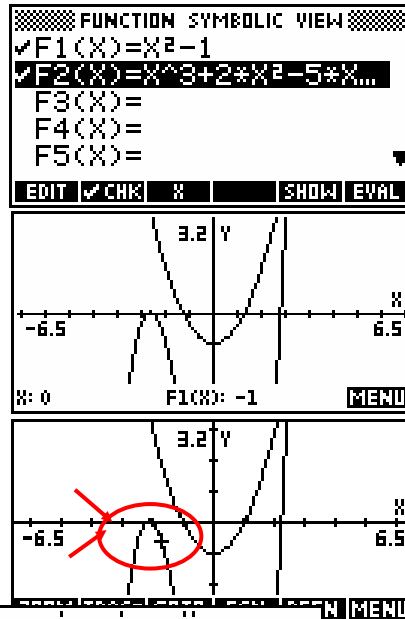 FUNCTION SYMBOLIC VIEW
✓F1(X)=X²-1
✓F2(X)=X^3+2*X²-5*X…
F3(X)=
F4(X)=
F5(X)=
EDIT ✓CHK X SHOW EVAL
3.2 Y
X
-6.5 6.5
X: 0 F1(X): -1 MENU
3.2 Y
X
-6.5 6.5
MENU